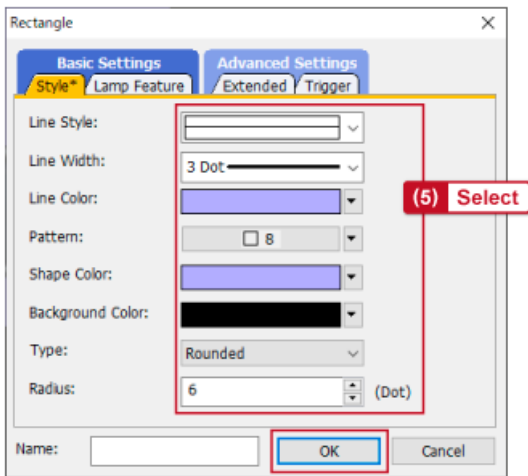 Rectangle
Basic Settings Advanced Settings
Style* Lamp Feature Extended Trigger
Line Style:
Line Width: 3 Dot
Line Color:
(5) Select
Pattern: 8
Shape Color:
Background Color:
Type: Rounded
Radius: 6 (Dot)
Name: OK Cancel